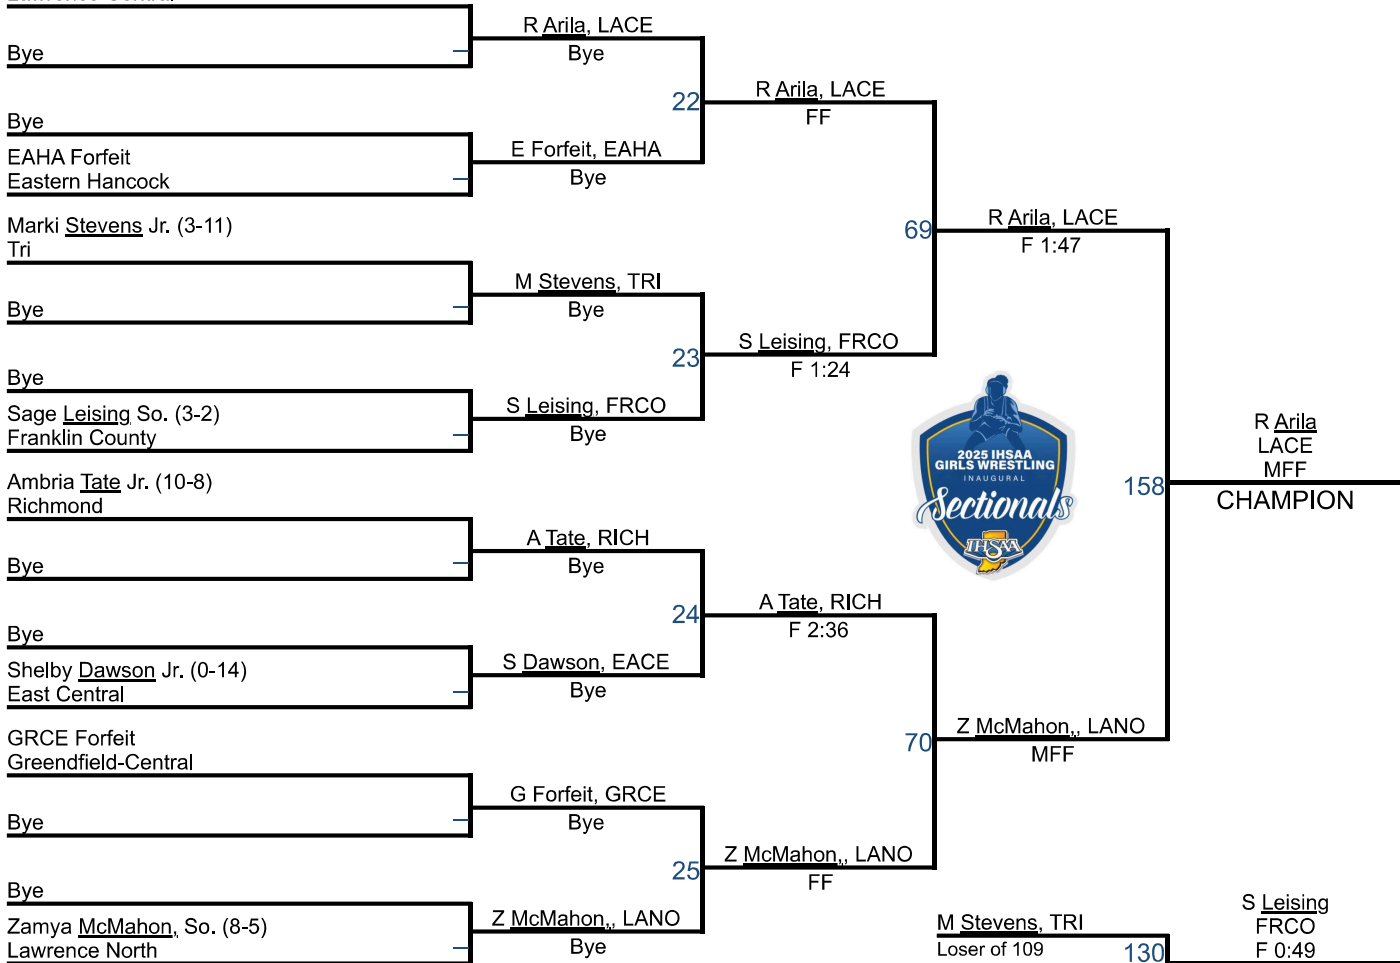 Bye
Bye
EAHA Forfeit
Eastern Hancock
Marki Stevens Jr. (3-11)
Tri
Bye
Bye
Sage Leising So. (3-2)
Franklin County
Ambria Tate Jr. (10-8)
Richmond
Bye
Bye
Shelby Dawson Jr. (0-14)
East Central
GRCE Forfeit
Greendfield-Central
Bye
Bye
Zamya McMahon, So. (8-5)
Lawrence North
R Arila, LACE
Bye
E Forfeit, EAHA
Bye
M Stevens, TRI
Bye
S Leising, FRCO
Bye
A Tate, RICH
Bye
S Dawson, EACE
Bye
G Forfeit, GRCE
Bye
Z McMahon,, LANO
Bye
22
R Arila, LACE
FF
23
S Leising, FRCO
F 1:24
24
A Tate, RICH
F 2:36
25
Z McMahon,, LANO
FF
69
R Arila, LACE
F 1:47
70
Z McMahon,, LANO
MFF
2025 IHSAA
GIRLS WRESTLING
INAUGURAL
Sectionals
IHSAA
158
R Arila
LACE
MFF
CHAMPION
M Stevens, TRI
Loser of 109
130
S Leising
FRCO
F 0:49